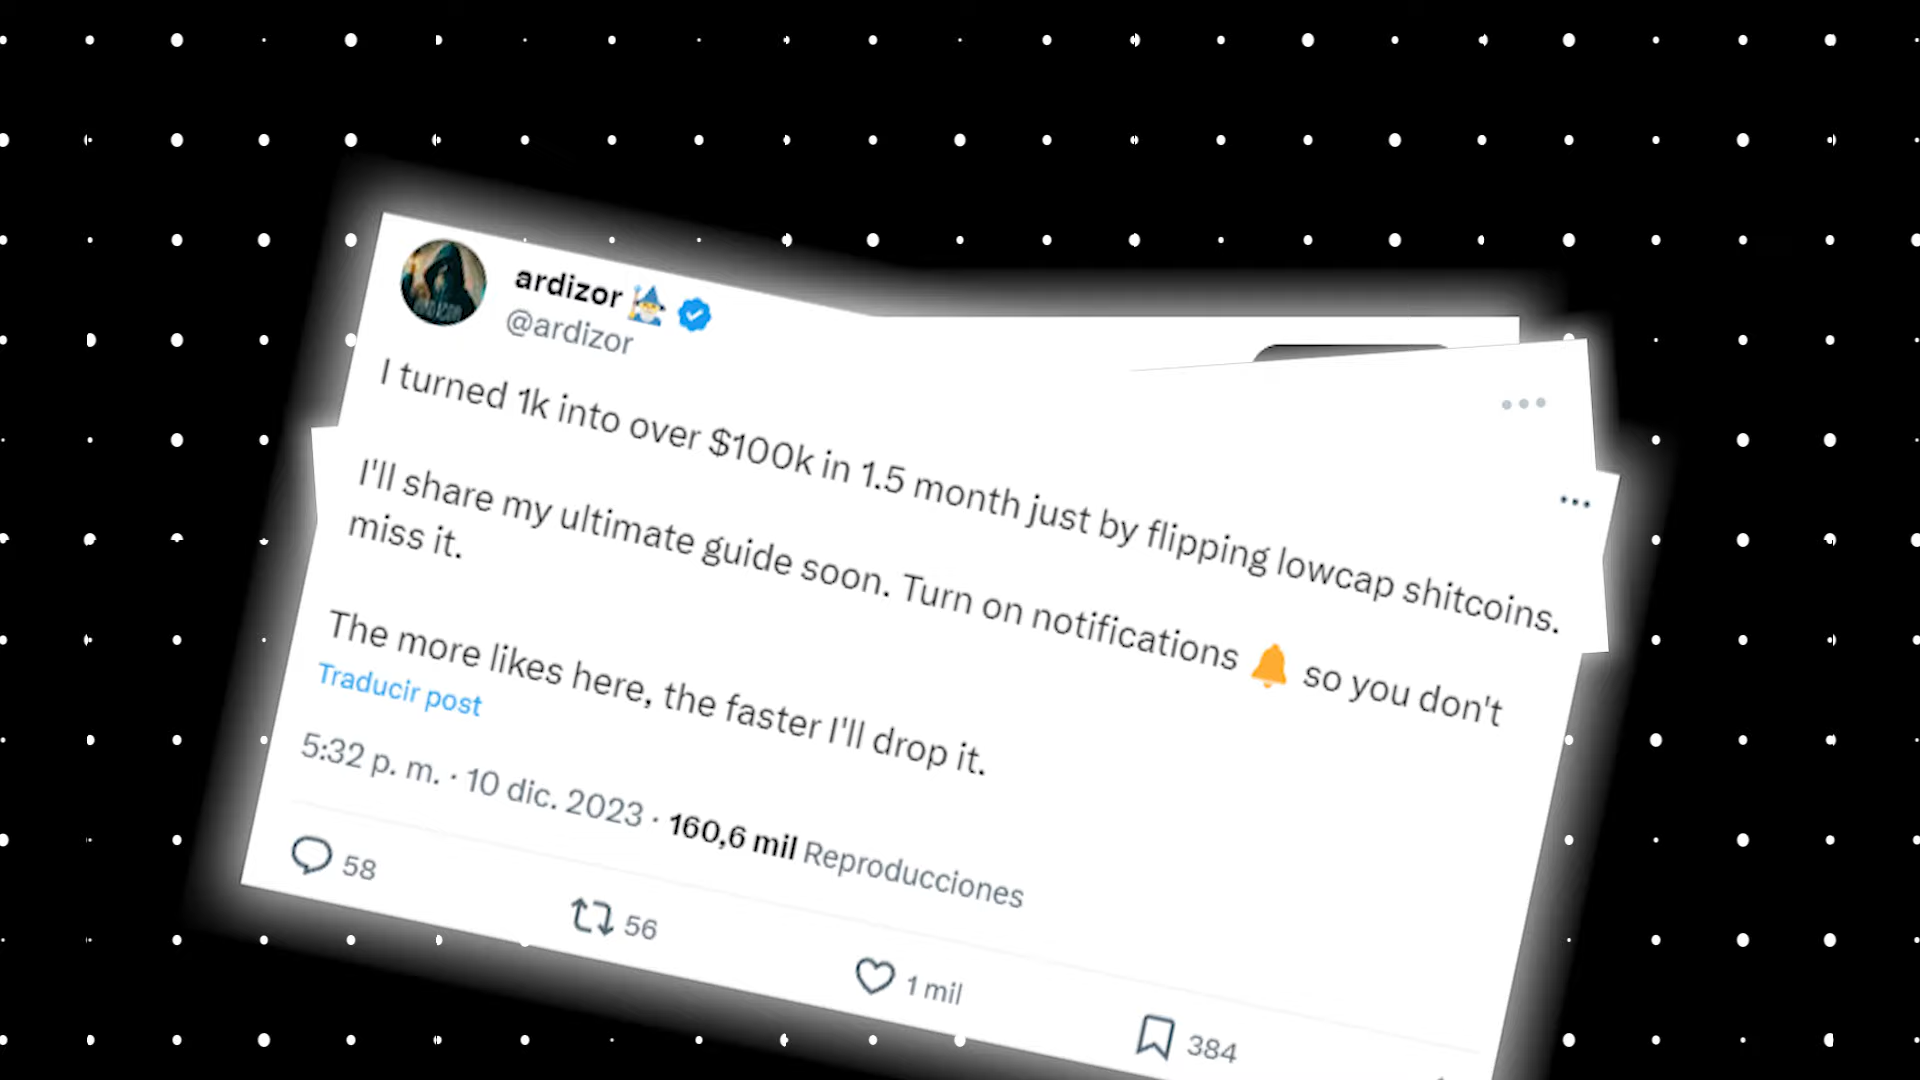 ardizor
@ardizor
I turned 1k into over $100k in 1.5 month just by flipping lowcap shitcoins.
I'll share my ultimate guide soon. Turn on notifications 🔔 so you don't
miss it.
The more likes here, the faster I'll drop it.
Traducir post
5:32 p. m. · 10 dic. 2023 · 160,6 mil Reproducciones
58
56
1 mil
384